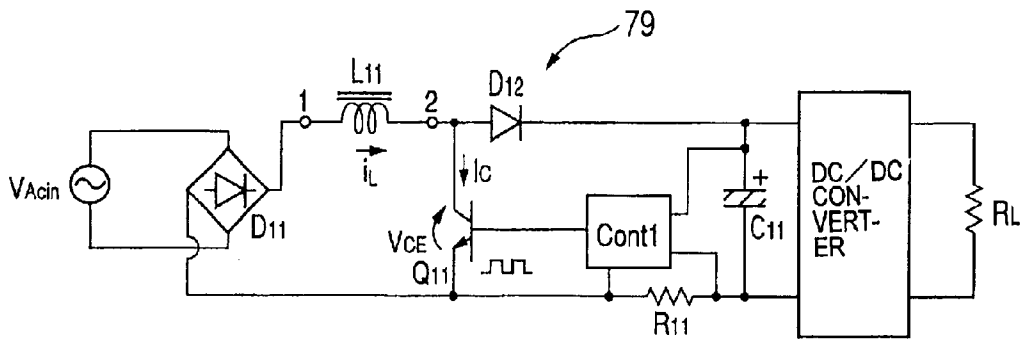 79
L11
1
2
D12
iL
IC
VACin
D11
VCE
Q11
Cont1
R11
+
C11
DC/DC
CON-
VERT-
ER
RL